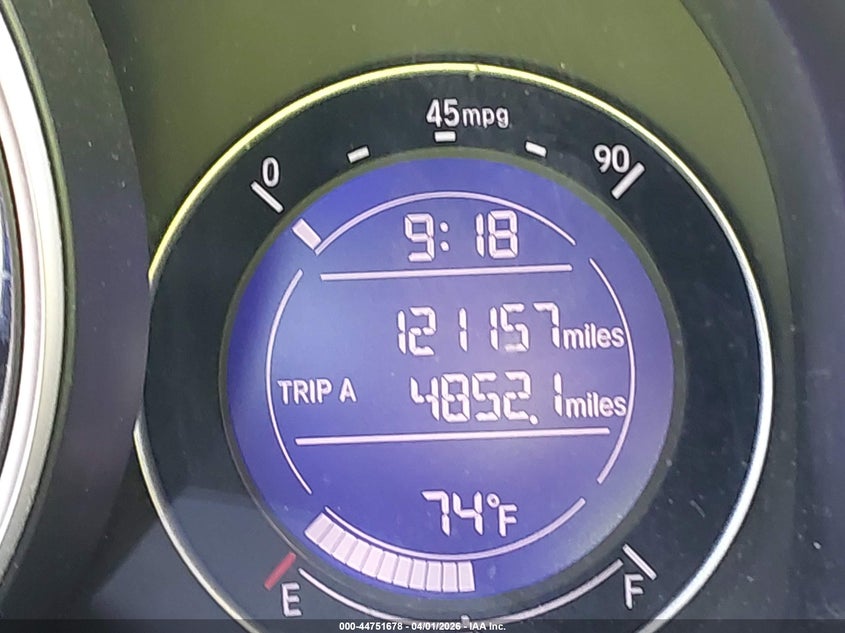 45mpg
0
90
9:18
121157miles
TRIP A 4852.1miles
74°F
E
F
000-44751678 - 04/01/2026 - IAA Inc.